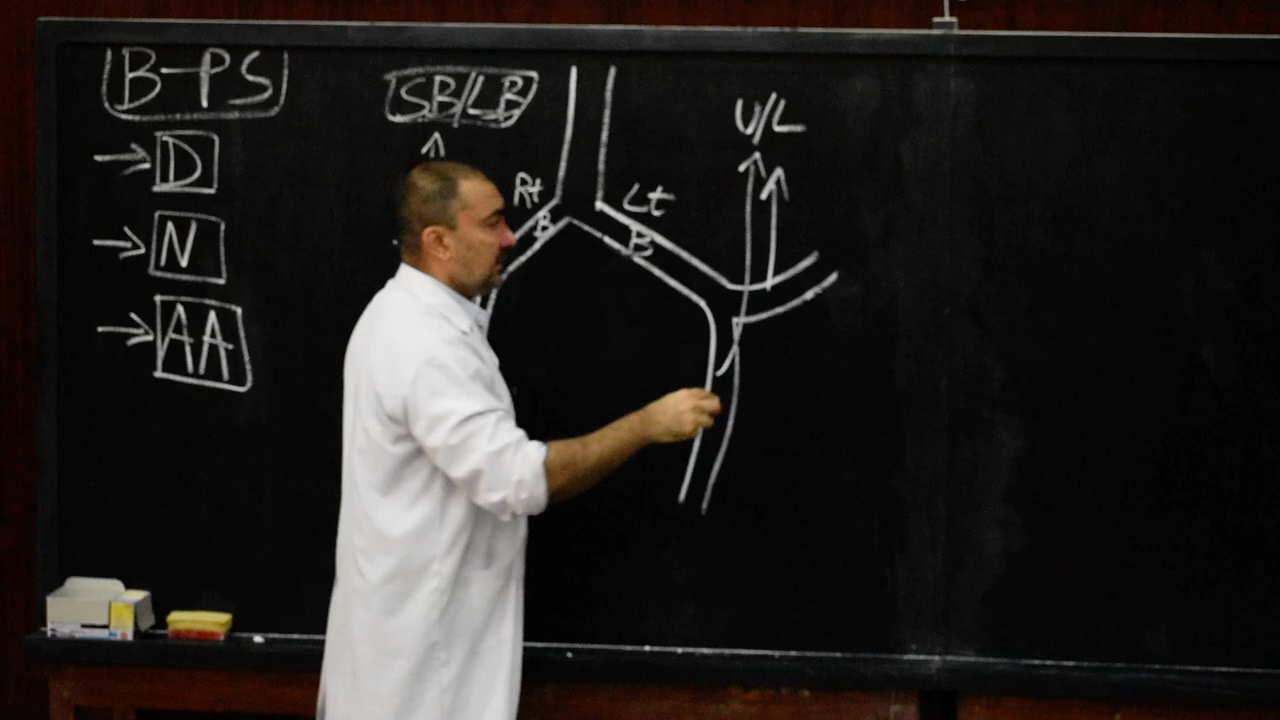 B-PS
→ D
→ N
→ AA
SB/LB
Rt
B
Lt
B
U/L